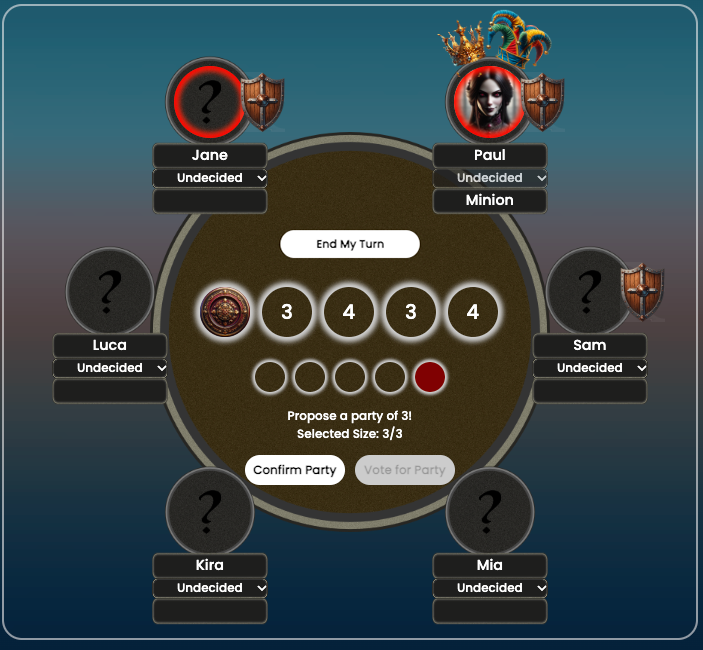 Jane
Undecided
Paul
Undecided
Minion
End My Turn
3
4
3
4
Luca
Undecided
Sam
Undecided
Propose a party of 3!
Selected Size: 3/3
Confirm Party
Vote for Party
Kira
Undecided
Mia
Undecided
?
?
?
?
?